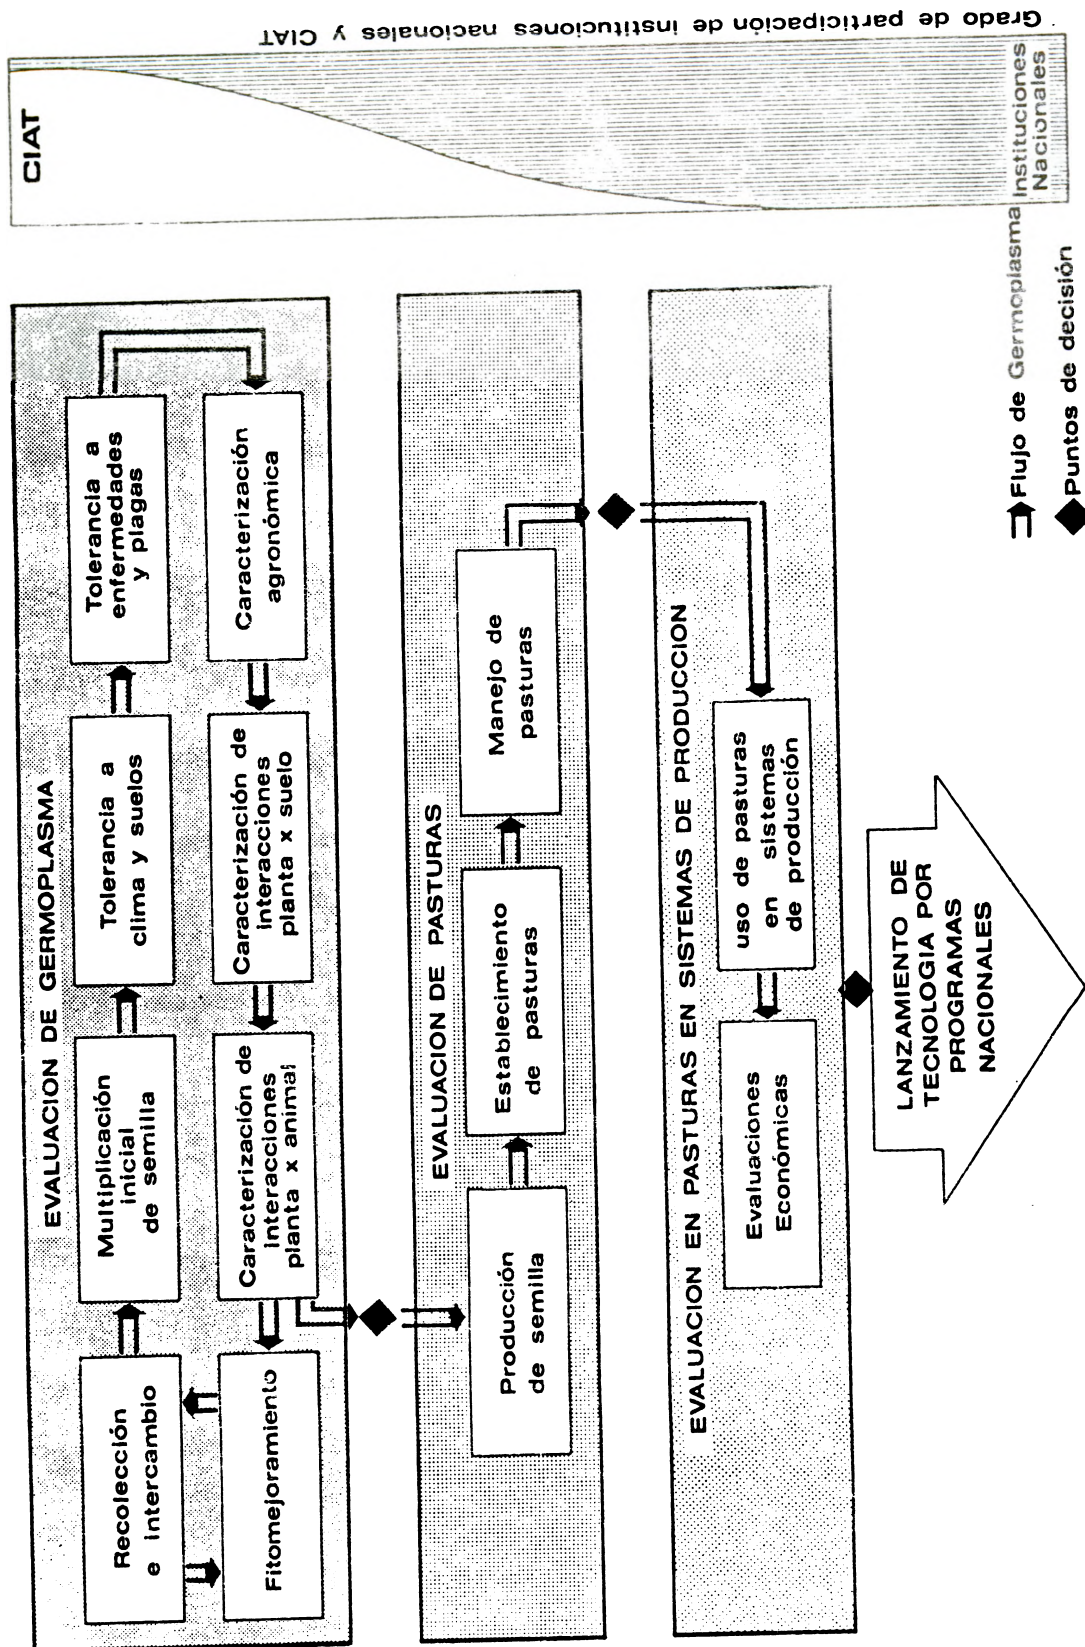 EVALUACION DE GERMOPLASMA
Recolección
e intercambio
Multiplicación
inicial
de semilla
Tolerancia a
clima y suelos
Tolerancia a
enfermedades
y plagas
Fitomejoramiento
Caracterización de
interacciones
planta x animal
Caracterización de
interacciones
planta x suelo
Caracterización
agronómica
EVALUACION DE PASTURAS
Producción
de semilla
Establecimiento
de pasturas
Manejo de
pasturas
EVALUACION EN PASTURAS EN SISTEMAS DE PRODUCCION
Evaluaciones
Económicas
uso de pasturas
en sistemas
de producción
LANZAMIENTO DE
TECNOLOGIA POR
PROGRAMAS
NACIONALES
Flujo de Germoplasma
Puntos de decisión
CIAT
Instituciones
Nacionales
Grado de participación de instituciones nacionales y CIAT